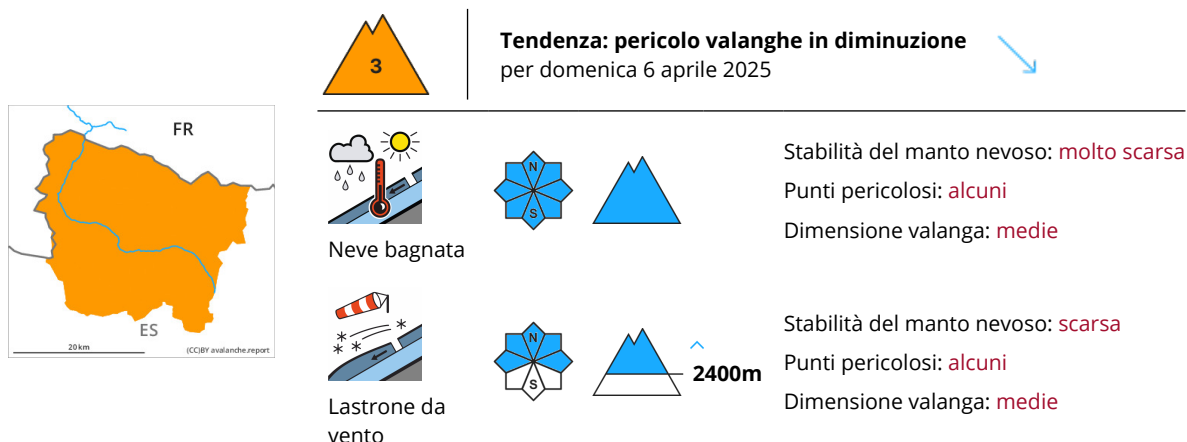 3
Tendenza: pericolo valanghe in diminuzione
per domenica 6 aprile 2025
FR
ES
20 km
(CC)BY avalanche.report
N
S
Neve bagnata
Stabilità del manto nevoso: molto scarsa
Punti pericolosi: alcuni
Dimensione valanga: medie
N
S
2400m
Lastrone da
vento
Stabilità del manto nevoso: scarsa
Punti pericolosi: alcuni
Dimensione valanga: medie